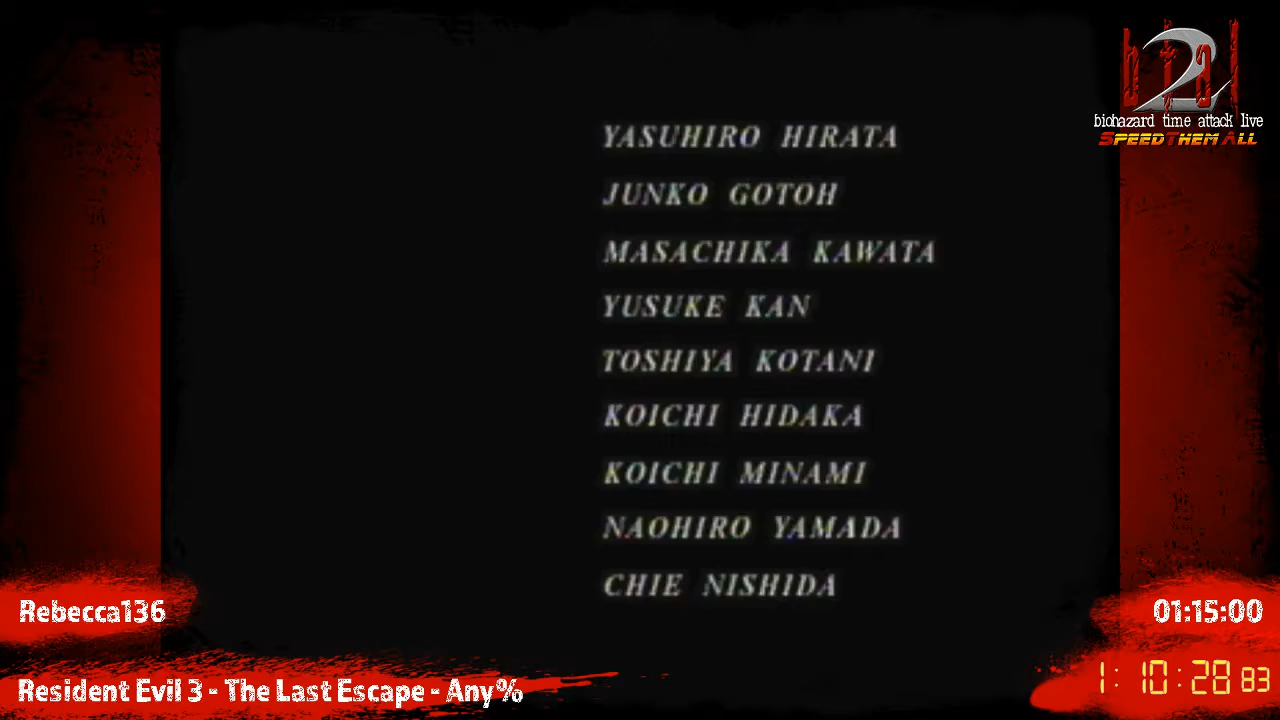 btal
2
biohazard time attack live
SPEEDTHEMALL
YASUHIRO HIRATA
JUNKO GOTOH
MASACHIKA KAWATA
YUSUKE KAN
TOSHIYA KOTANI
KOICHI HIDAKA
KOICHI MINAMI
NAOHIRO YAMADA
CHIE NISHIDA
Rebecca136
01:15:00
Resident Evil 3 - The Last Escape - Any%
1:10:28 83